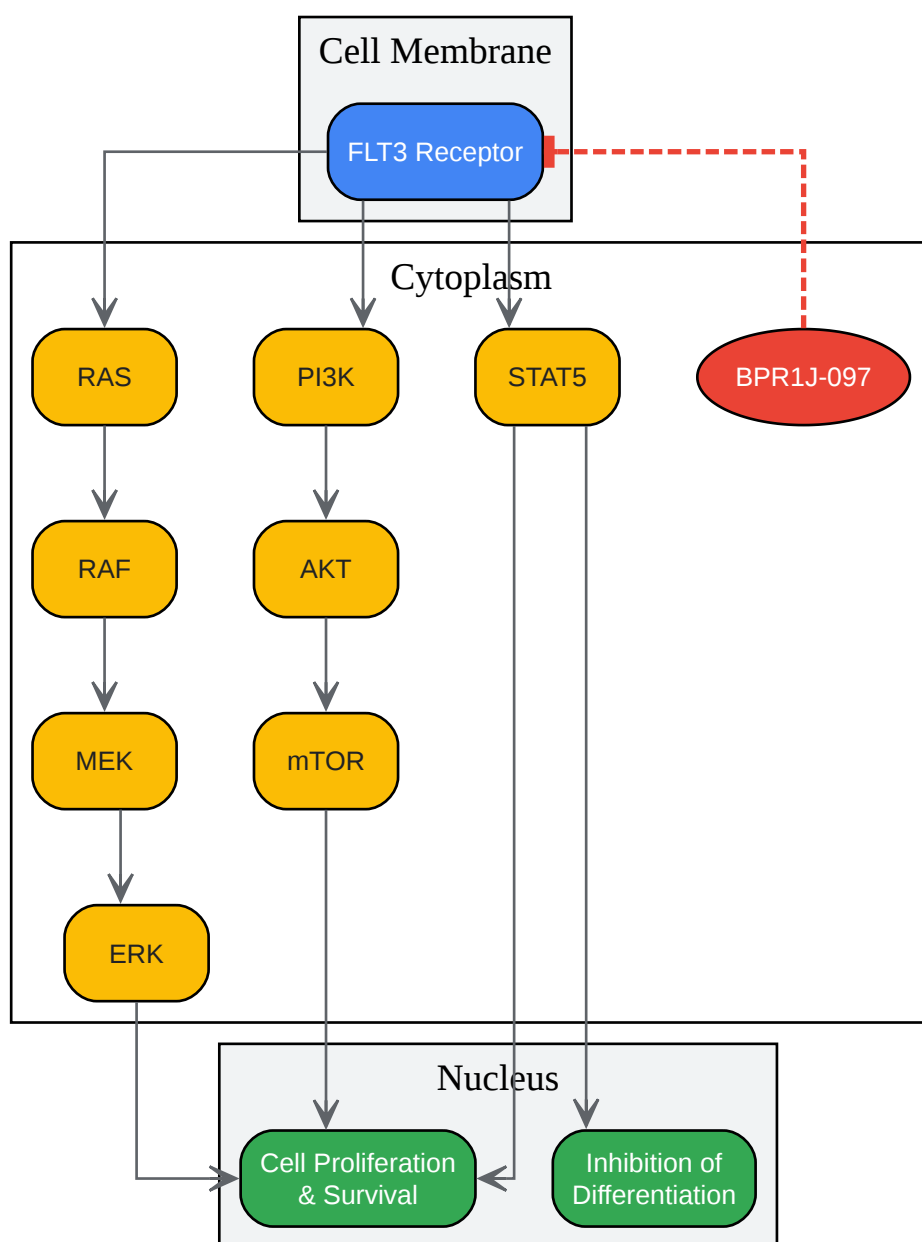 Cell Membrane
FLT3 Receptor
Cytoplasm
RAS
PI3K
STAT5
BPR1J-097
RAF
AKT
MEK
mTOR
ERK
Nucleus
Cell Proliferation
& Survival
Inhibition of
Differentiation